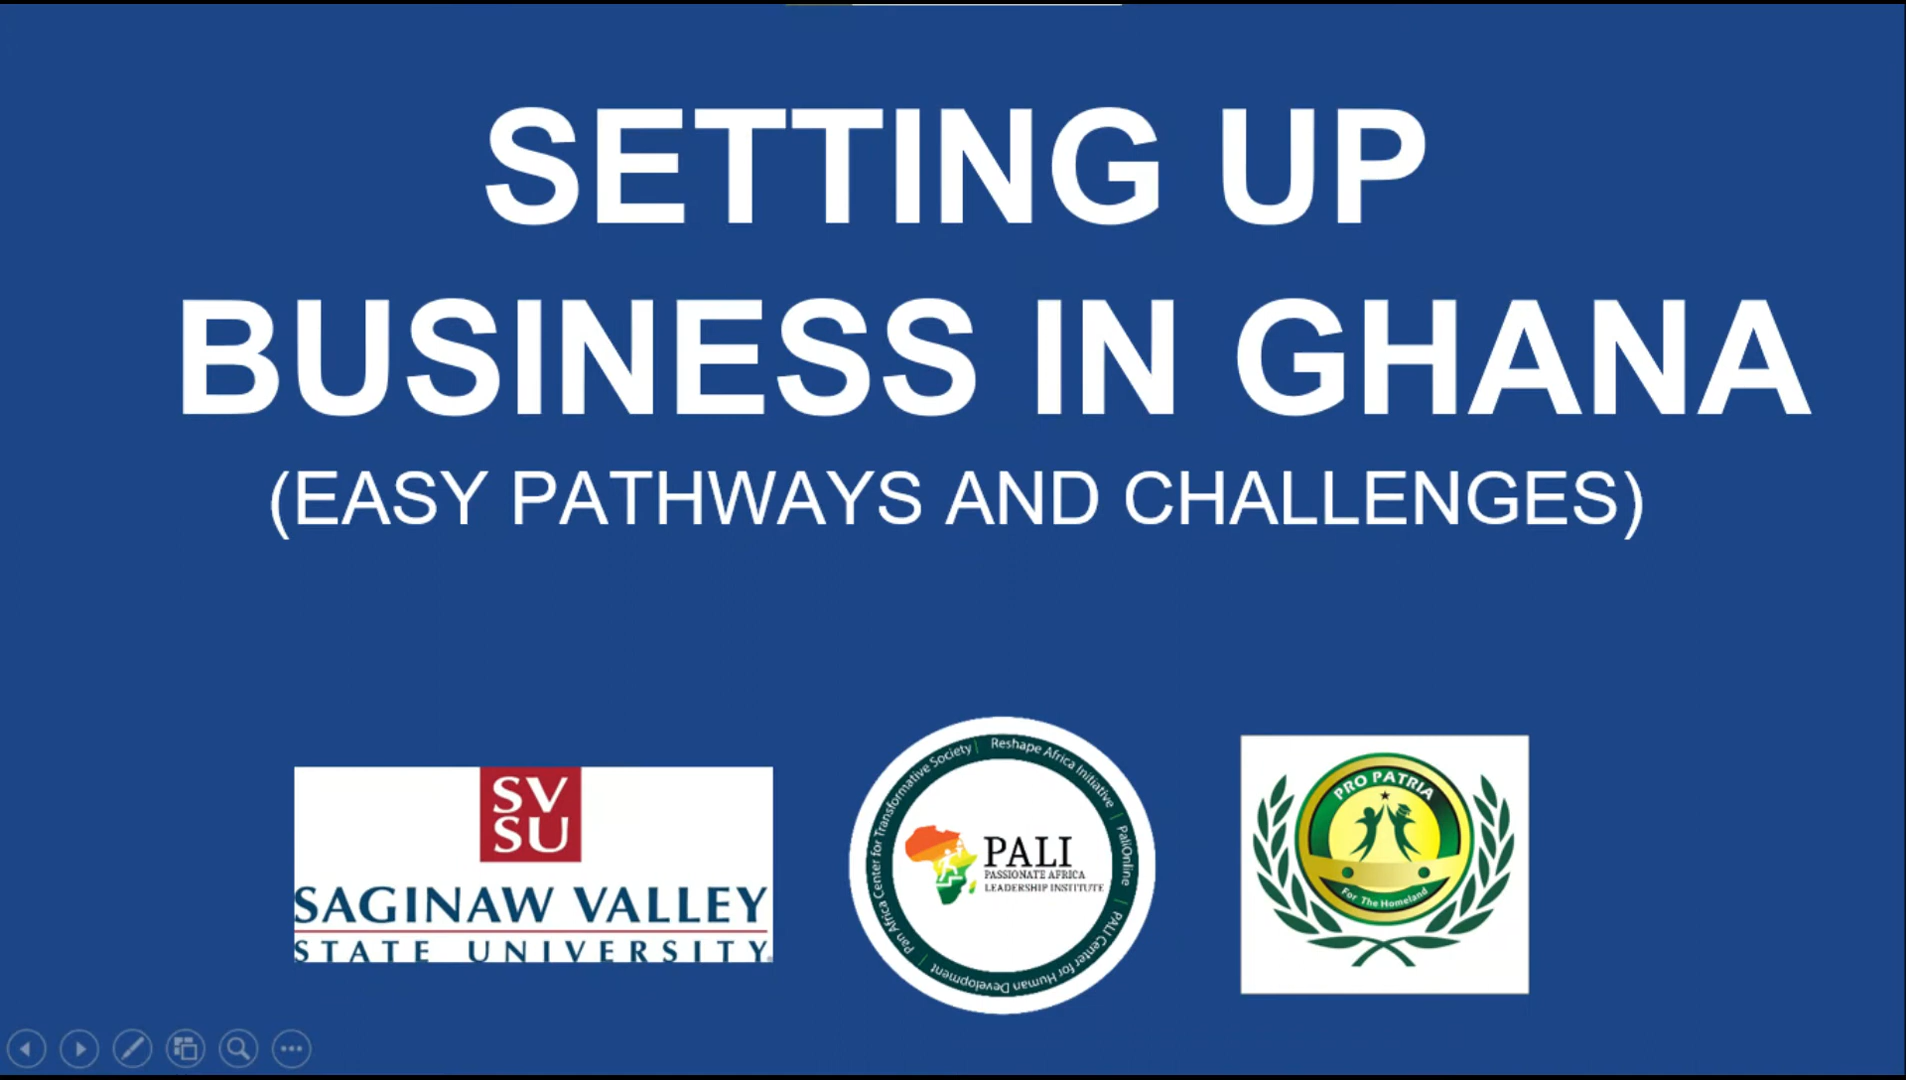 SETTING UP
BUSINESS IN GHANA
(EASY PATHWAYS AND CHALLENGES)
SV
SU
SAGINAW VALLEY
STATE UNIVERSITY
Pan Africa Center for Transformative Society | Reshape Africa Initiative | PaliOnline | PALI Center for Human Development |
PALI
PASSIONATE AFRICA
LEADERSHIP INSTITUTE
PRO PATRIA
For The Homeland